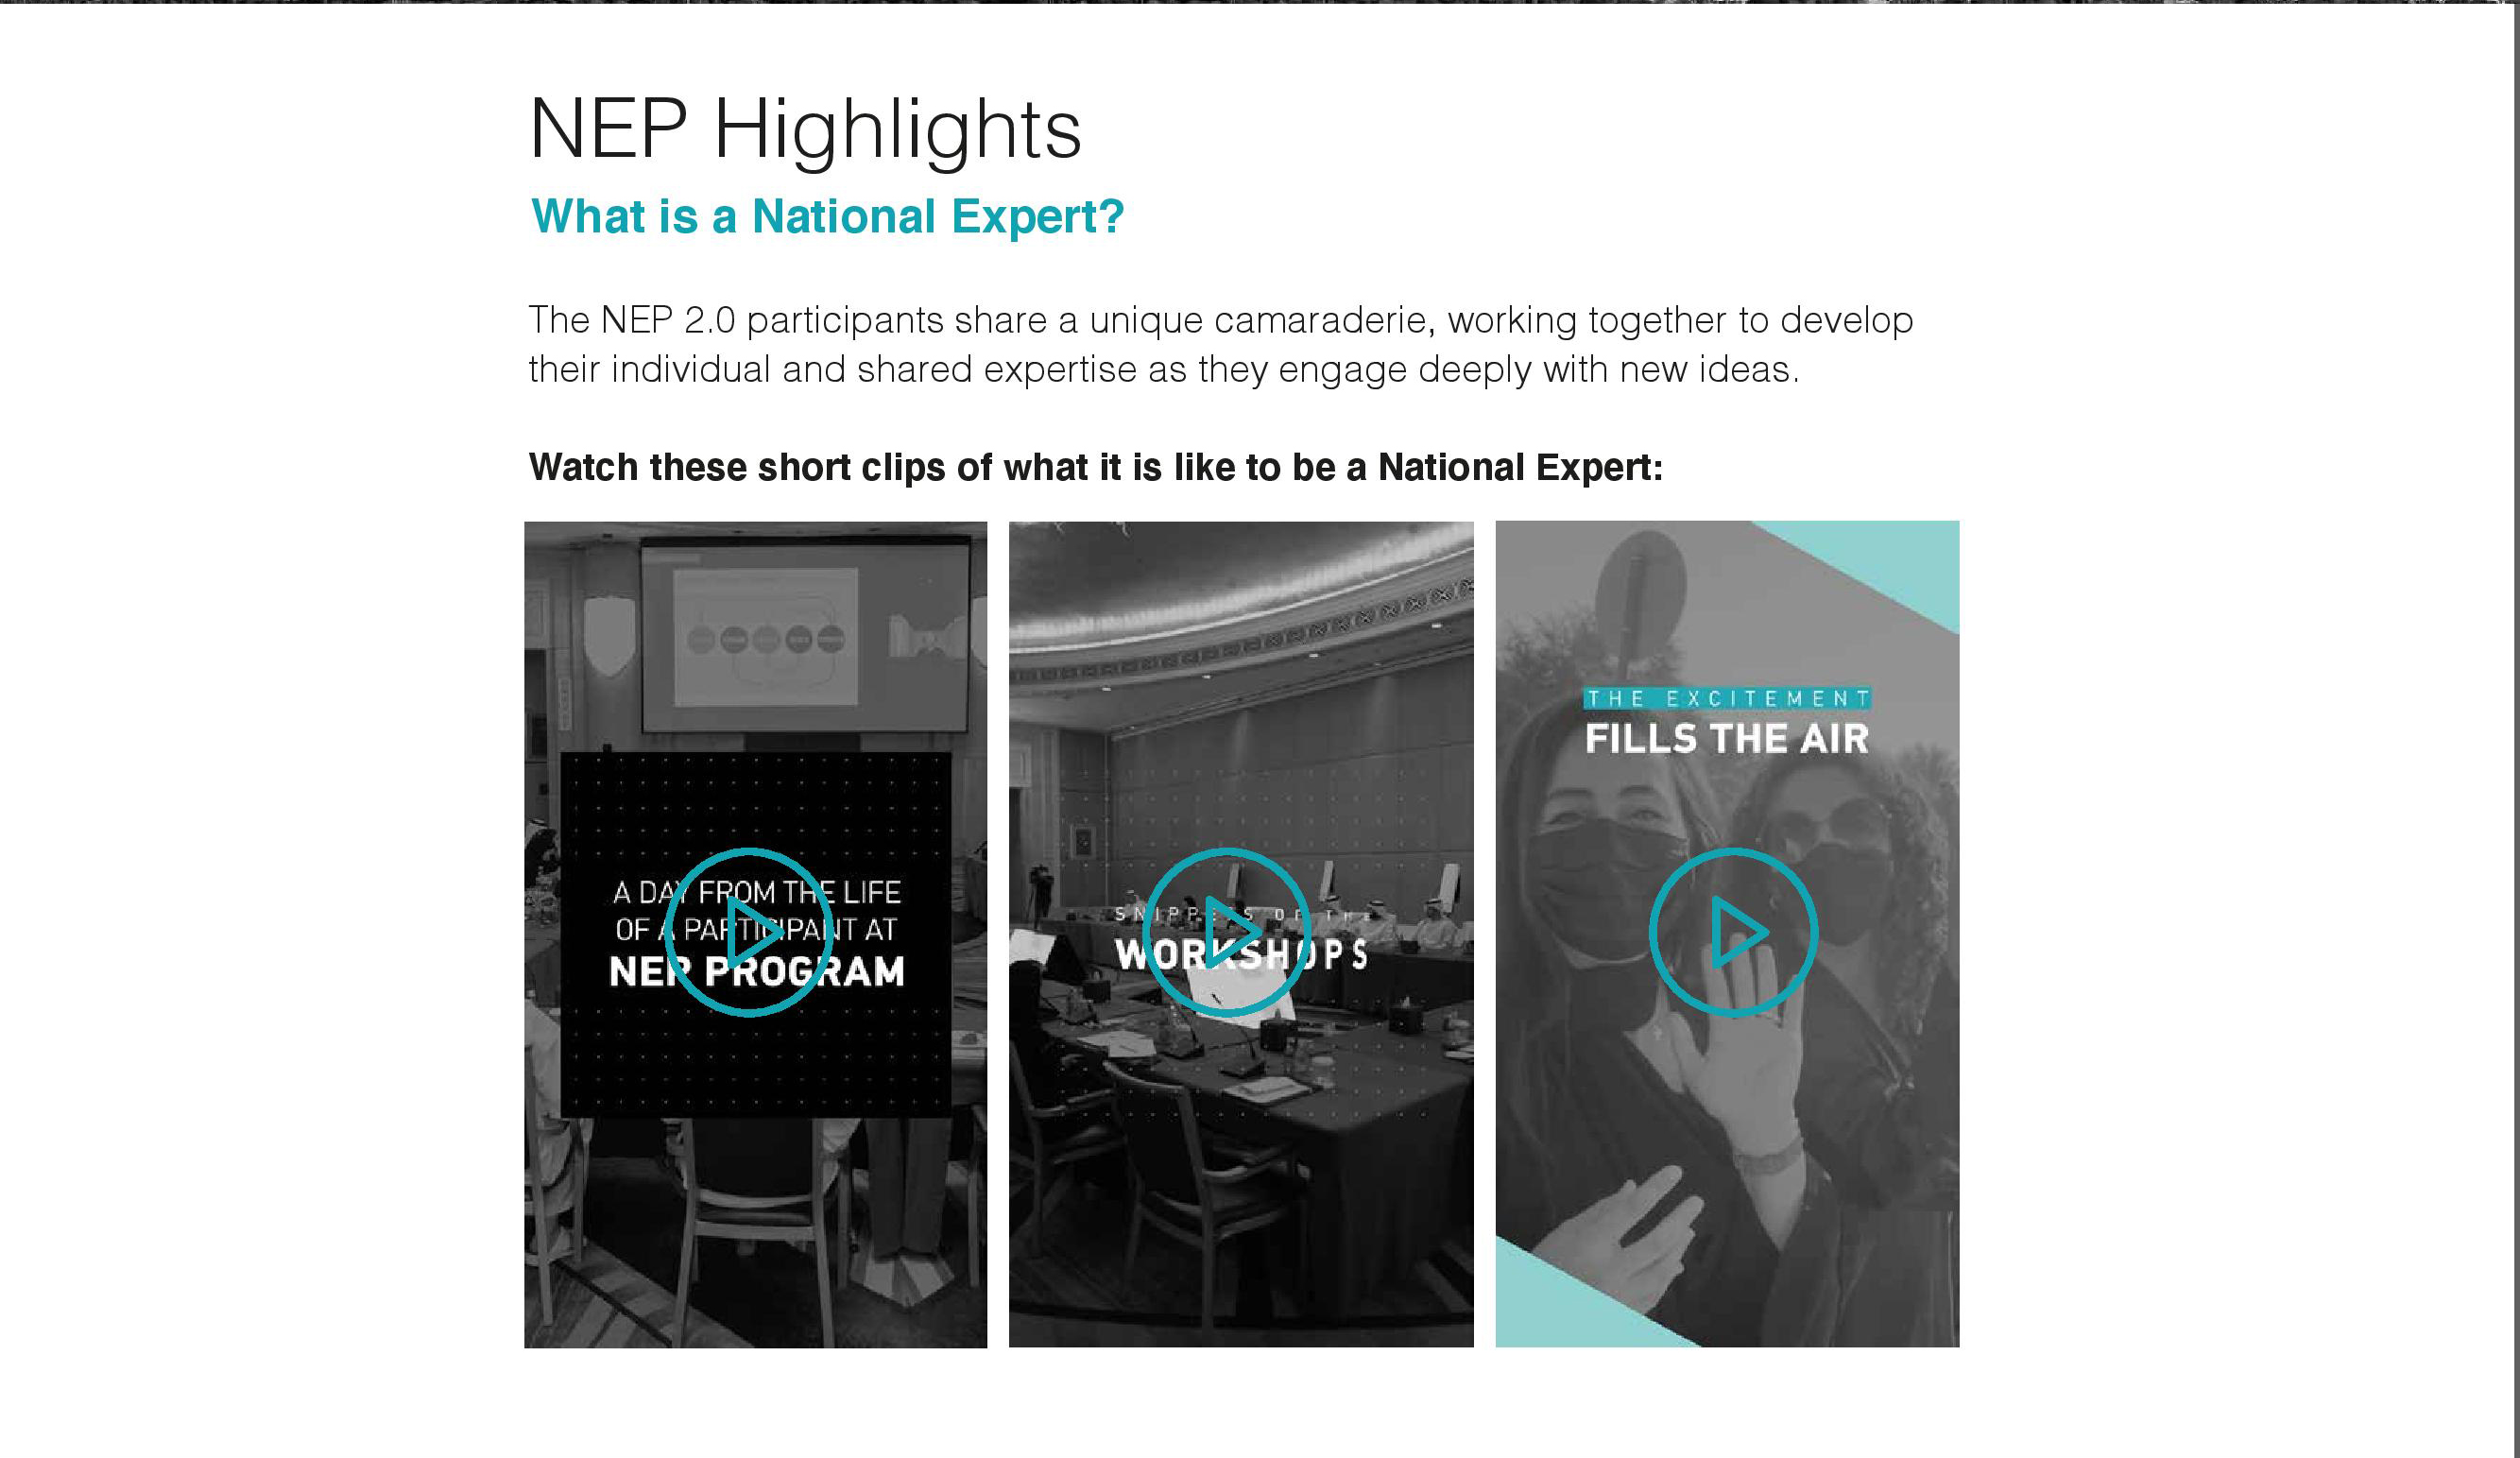 NEP Highlights
What is a National Expert?
The NEP 2.0 participants share a unique camaraderie, working together to develop
their individual and shared expertise as they engage deeply with new ideas.
Watch these short clips of what it is like to be a National Expert:
A DAY FROM THE LIFE
OF A PARTICIPANT AT
NEP PROGRAM
SNIPPETS OF THE
WORKSHOPS
THE EXCITEMENT
FILLS THE AIR